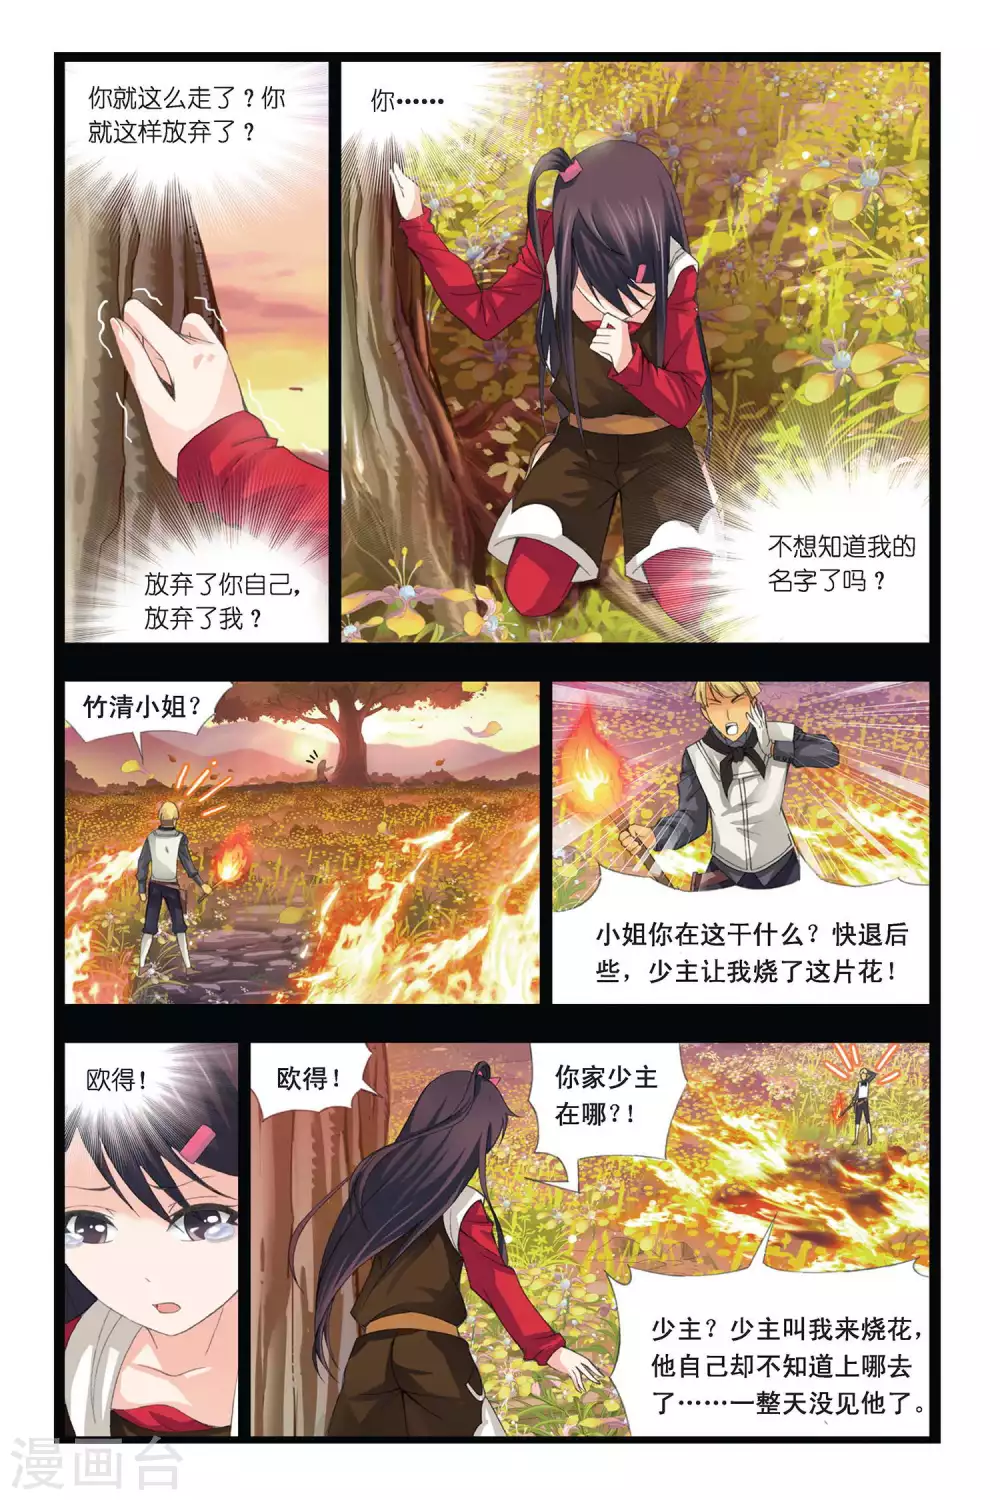 你就这么走了？你
就这样放弃了？
放弃了你自己，
放弃了我？
你……
不想知道我的
名字了吗？
竹清小姐？
小姐你在这干什么？快退后
些，少主让我烧了这片花！
欧得！
欧得！
你家少主
在哪？！
少主？少主叫我来烧花，
他自己却不知道上哪去
了……一整天没见他了。
漫画台